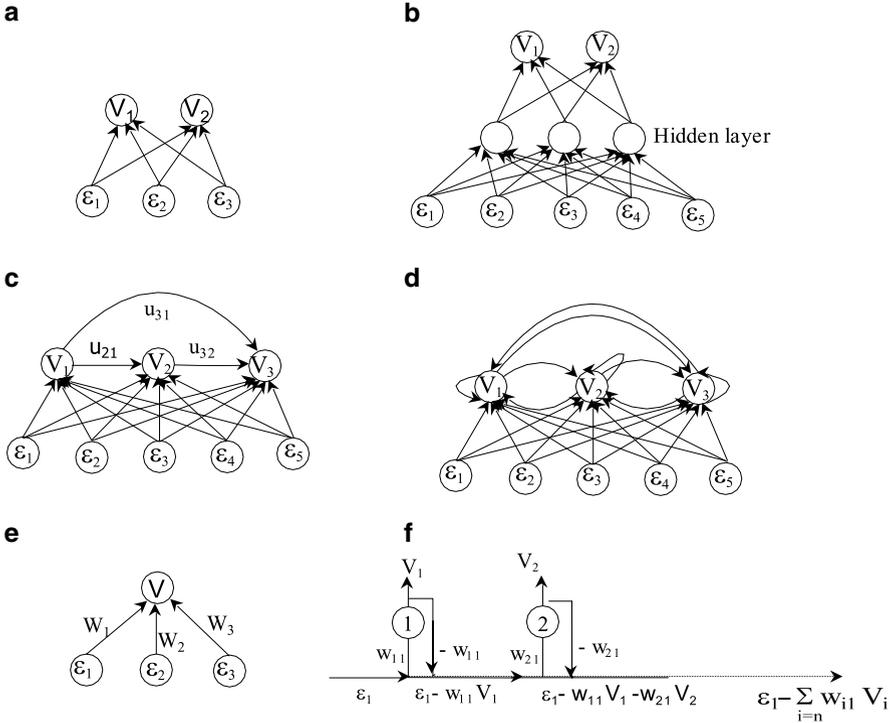 a
b
V₁ V₂
V₁ V₂
Hidden layer
ε₁ ε₂ ε₃
ε₁ ε₂ ε₃ ε₄ ε₅
c
d
u₃₁
u₂₁ u₃₂
V₁ V₂ V₃
V₁ V₂ V₃
ε₁ ε₂ ε₃ ε₄ ε₅
ε₁ ε₂ ε₃ ε₄ ε₅
e
f
V
W₁ W₂ W₃
ε₁ ε₂ ε₃
V₁ V₂
1 2
w₁₁ - w₁₁ w₂₁ - w₂₁
ε₁ ε₁- w₁₁ V₁ ε₁- w₁₁ V₁ -w₂₁ V₂ ε₁- Σ w_i1 V_i
i=n